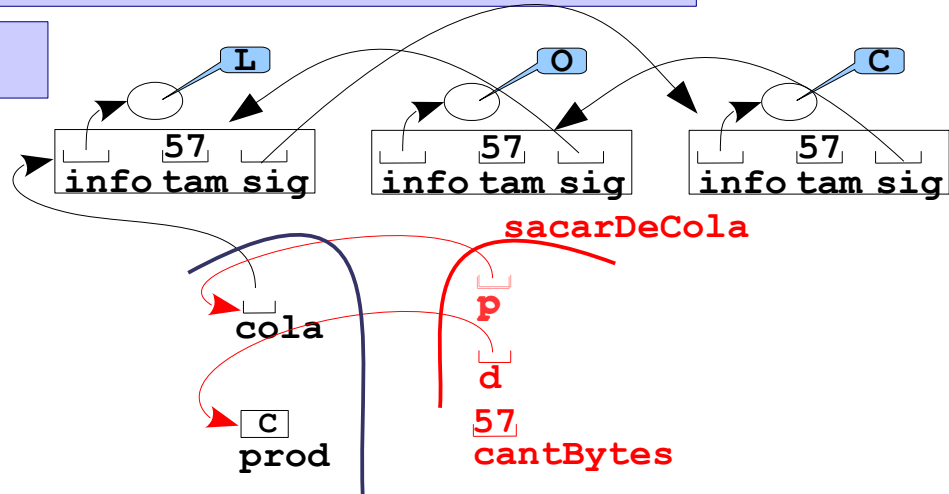 L O C
57 57 57
info tam sig info tam sig info tam sig
sacarDeCola
p
cola
d
C 57
prod cantBytes